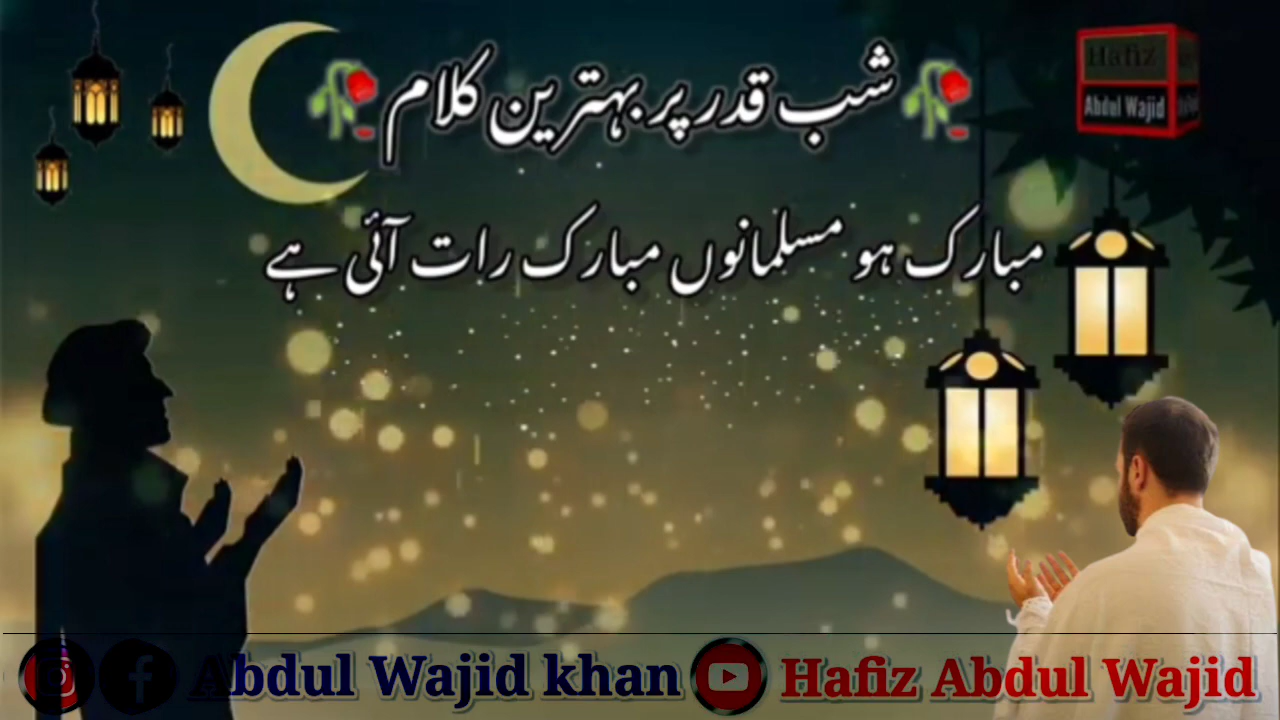 شب قدر پر بہترین کلام
مبارک ہو مسلمانوں مبارک رات آئی ہے
Hafiz
Abdul Wajid
Abdul Wajid khan
Hafiz Abdul Wajid